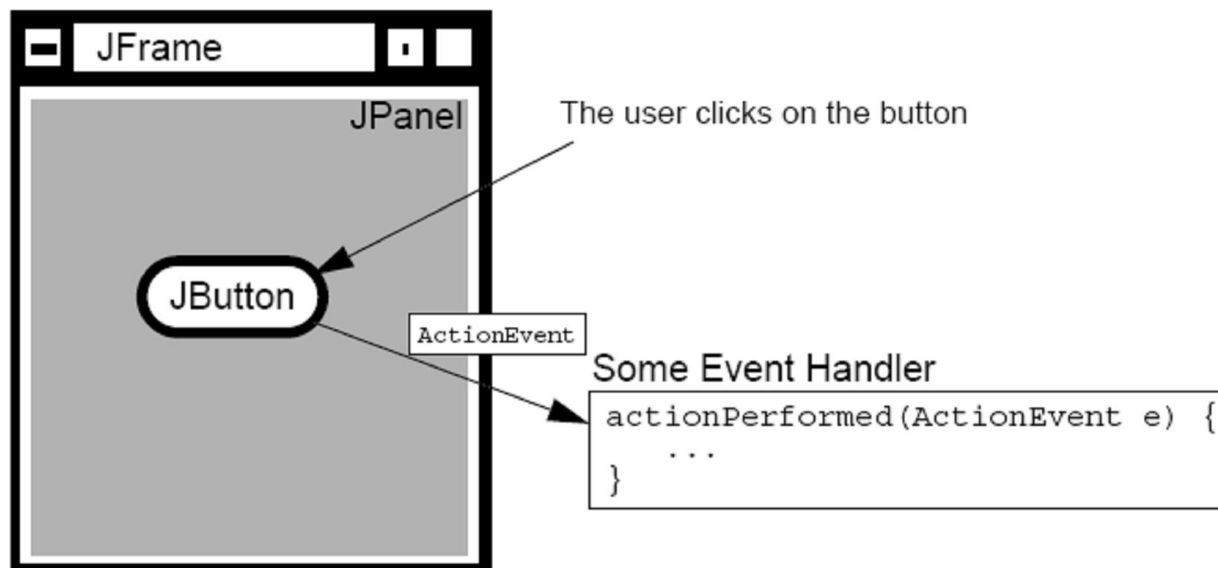 JFrame
JPanel
The user clicks on the button
JButton
ActionEvent
Some Event Handler
actionPerformed(ActionEvent e) {
...
}